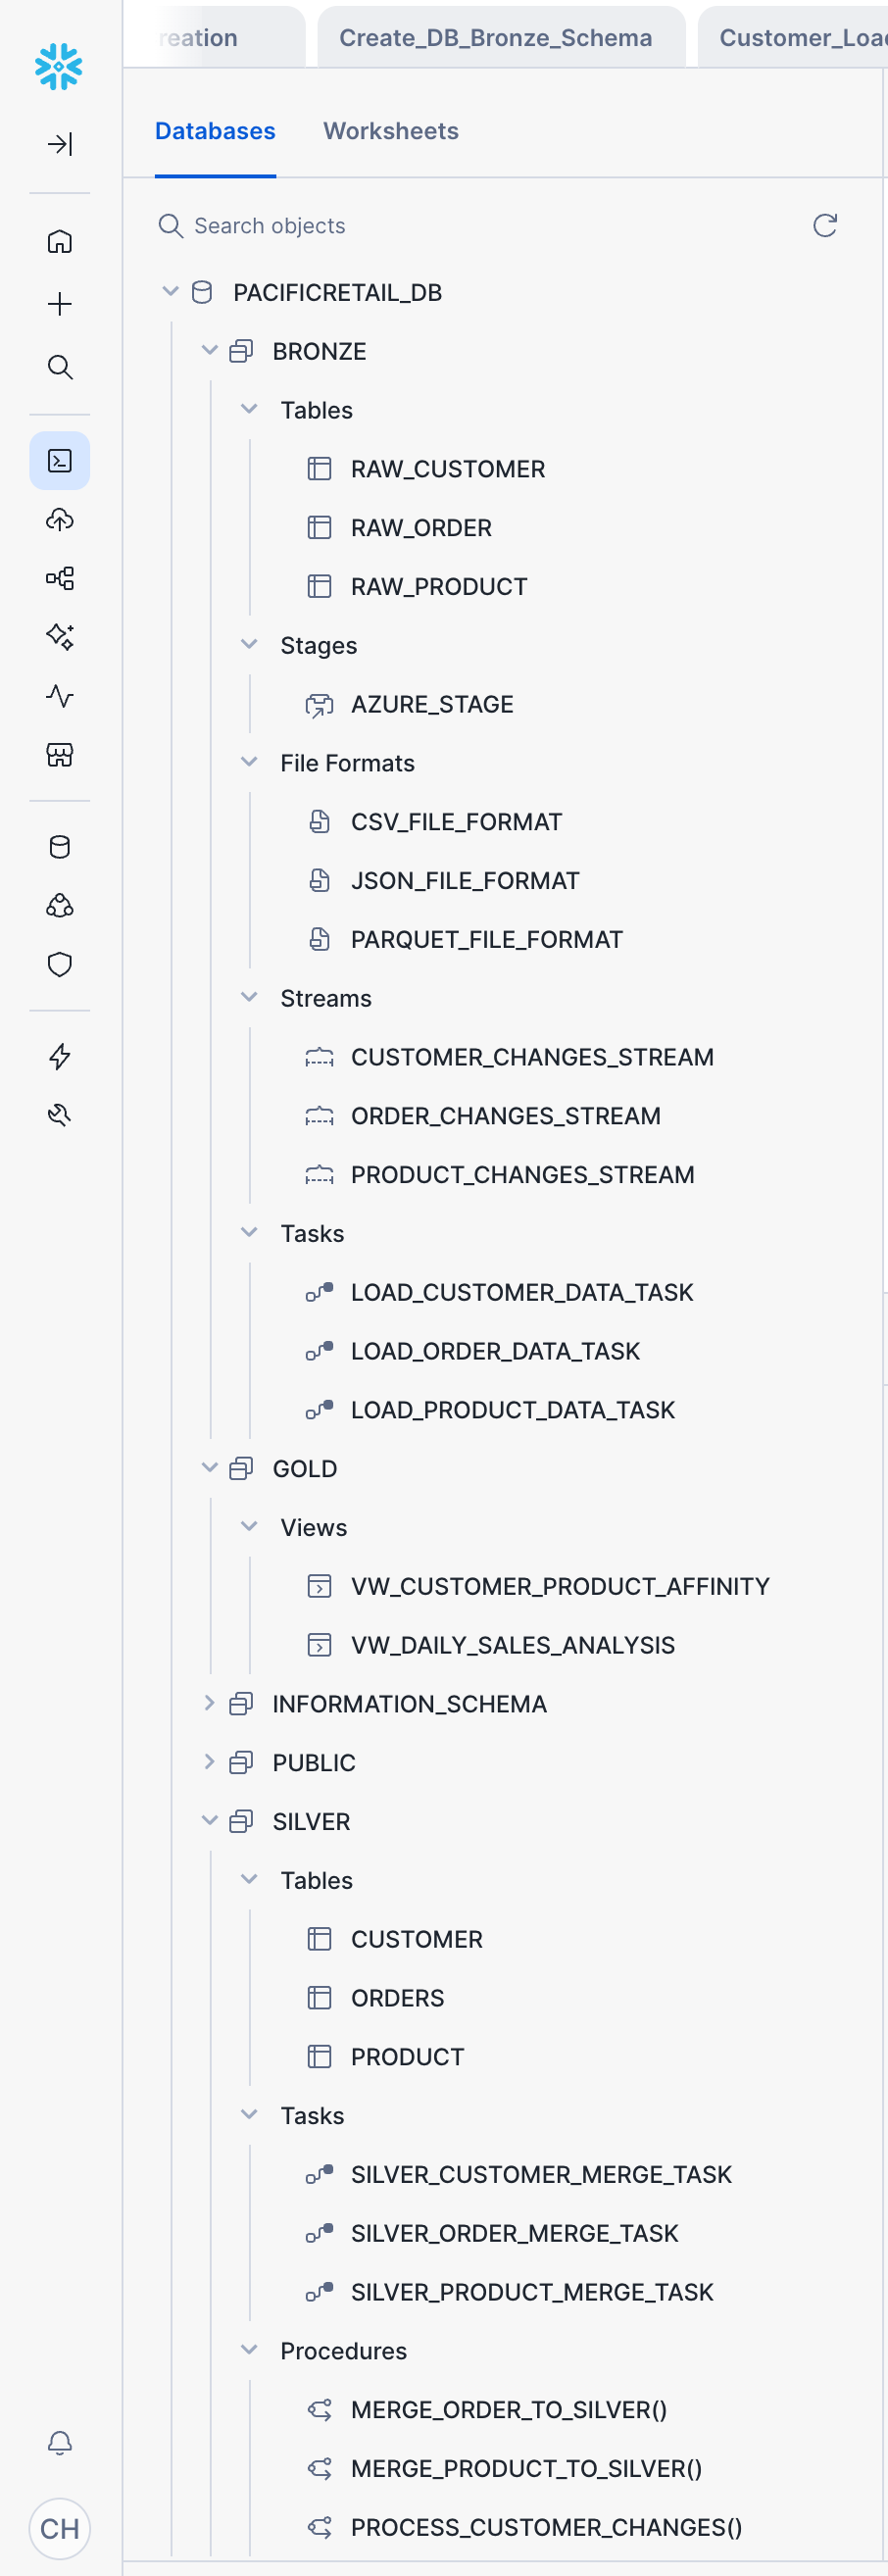 Create_DB_Bronze_Schema
Databases Worksheets
Search objects
PACIFICRETAIL_DB
BRONZE
Tables
RAW_CUSTOMER
RAW_ORDER
RAW_PRODUCT
Stages
AZURE_STAGE
File Formats
CSV_FILE_FORMAT
JSON_FILE_FORMAT
PARQUET_FILE_FORMAT
Streams
CUSTOMER_CHANGES_STREAM
ORDER_CHANGES_STREAM
PRODUCT_CHANGES_STREAM
Tasks
LOAD_CUSTOMER_DATA_TASK
LOAD_ORDER_DATA_TASK
LOAD_PRODUCT_DATA_TASK
GOLD
Views
VW_CUSTOMER_PRODUCT_AFFINITY
VW_DAILY_SALES_ANALYSIS
INFORMATION_SCHEMA
PUBLIC
SILVER
Tables
CUSTOMER
ORDERS
PRODUCT
Tasks
SILVER_CUSTOMER_MERGE_TASK
SILVER_ORDER_MERGE_TASK
SILVER_PRODUCT_MERGE_TASK
Procedures
MERGE_ORDER_TO_SILVER()
MERGE_PRODUCT_TO_SILVER()
PROCESS_CUSTOMER_CHANGES()
CH